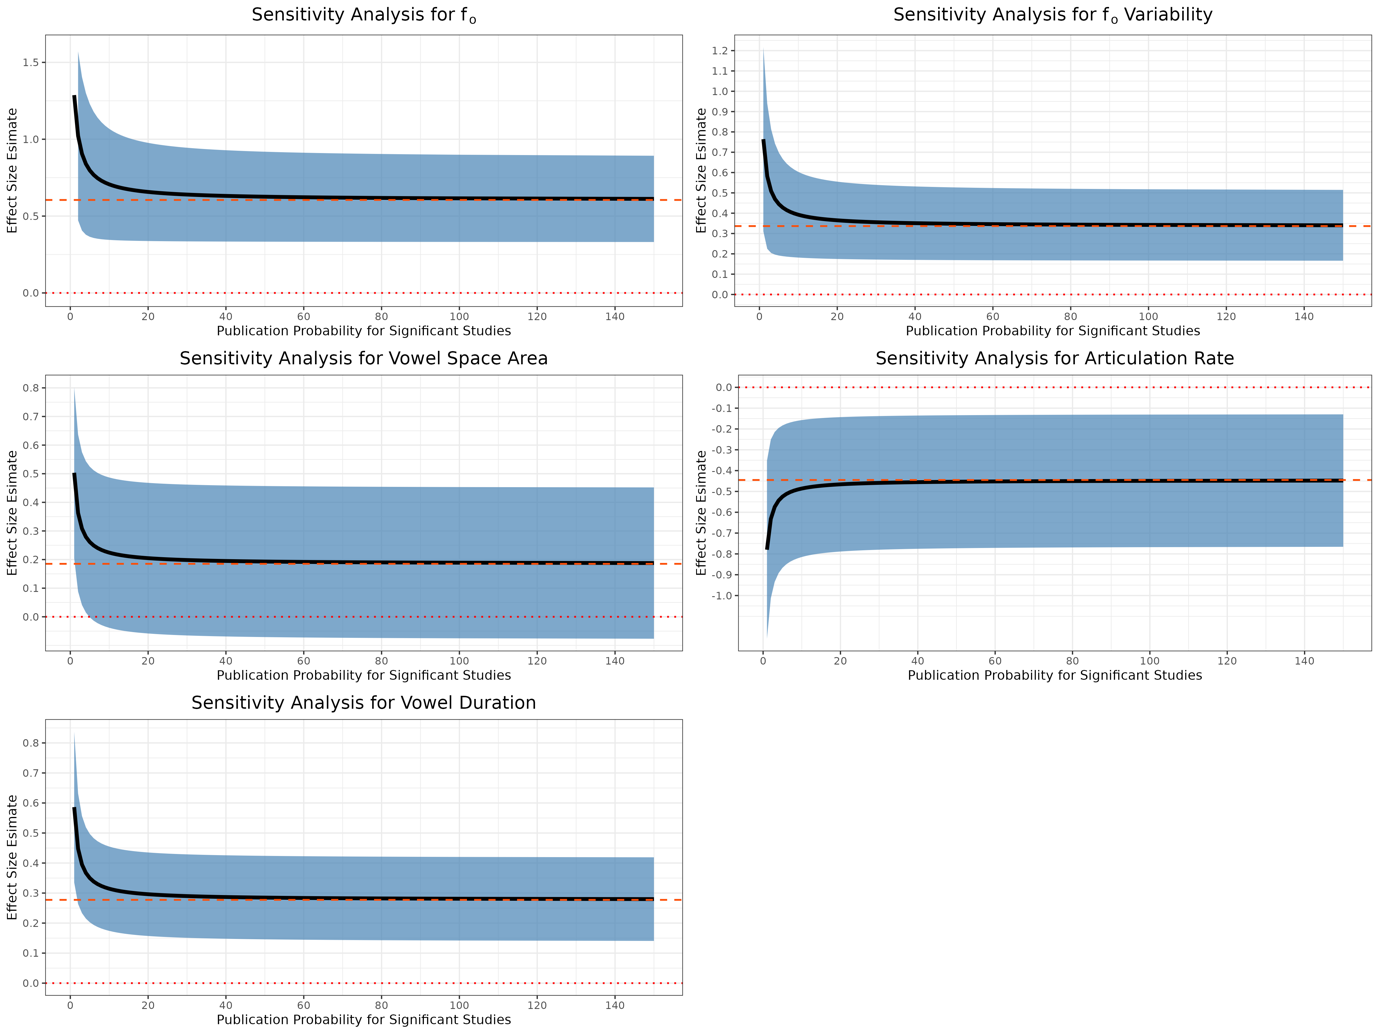 Sensitivity Analysis for fo
Effect Size Esimate
1.5
1.0
0.5
0.0
0 20 40 60 80 100 120 140
Publication Probability for Significant Studies
Sensitivity Analysis for fo Variability
Effect Size Esimate
1.2
1.1
1.0
0.9
0.8
0.7
0.6
0.5
0.4
0.3
0.2
0.1
0.0
0 20 40 60 80 100 120 140
Publication Probability for Significant Studies
Sensitivity Analysis for Vowel Space Area
Effect Size Esimate
0.8
0.7
0.6
0.5
0.4
0.3
0.2
0.1
0.0
0 20 40 60 80 100 120 140
Publication Probability for Significant Studies
Sensitivity Analysis for Articulation Rate
Effect Size Esimate
0.0
-0.1
-0.2
-0.3
-0.4
-0.5
-0.6
-0.7
-0.8
-0.9
-1.0
0 20 40 60 80 100 120 140
Publication Probability for Significant Studies
Sensitivity Analysis for Vowel Duration
Effect Size Esimate
0.8
0.7
0.6
0.5
0.4
0.3
0.2
0.1
0.0
0 20 40 60 80 100 120 140
Publication Probability for Significant Studies